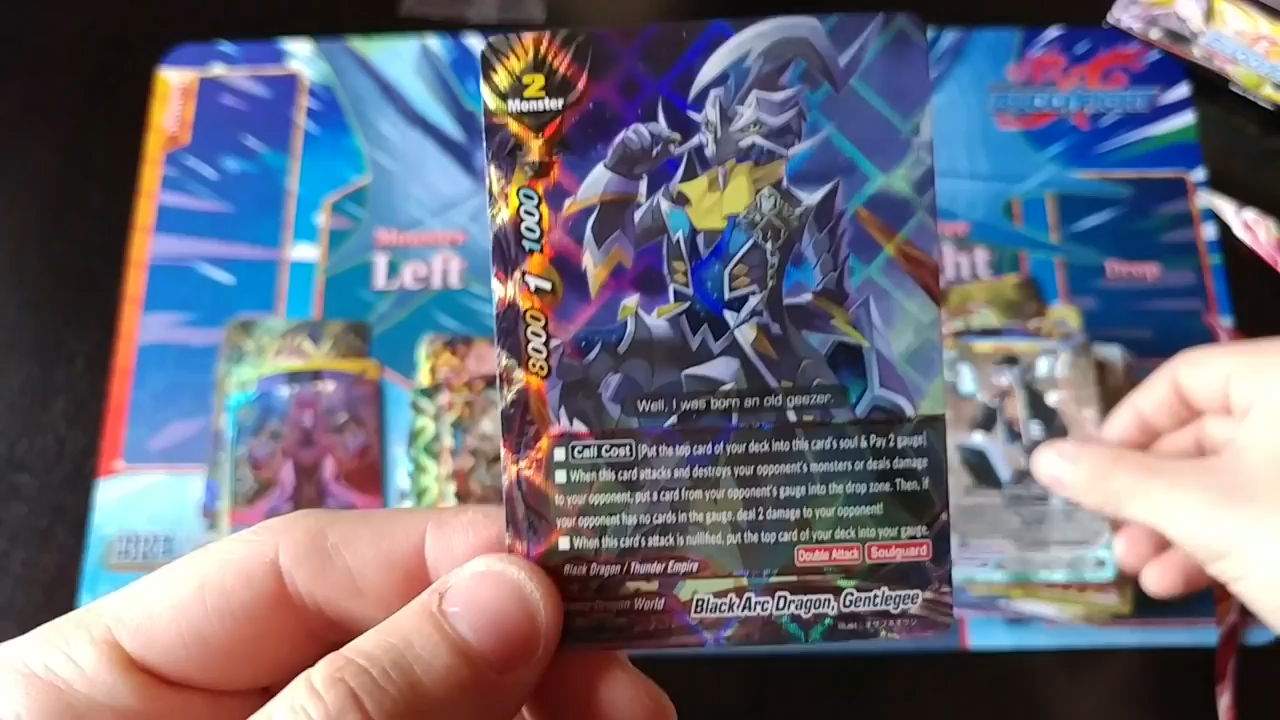 2
Monster
1000
1
8000
BUDDYFIGHT
Monster
Left
ht
Drop
Well, I was born an old geezer.
■ Call Cost [Put the top card of your deck into this card's soul & Pay 2 gauge]
■ When this card attacks and destroys your opponent's monsters or deals damage
to your opponent, put a card from your opponent's gauge into the drop zone. Then, if
your opponent has no cards in the gauge, deal 2 damage to your opponent!
■ When this card's attack is nullified, put the top card of your deck into your gauge.
Double Attack Soulguard
Black Dragon / Thunder Empire
Dragon World
Black Arc Dragon, Gentlegee